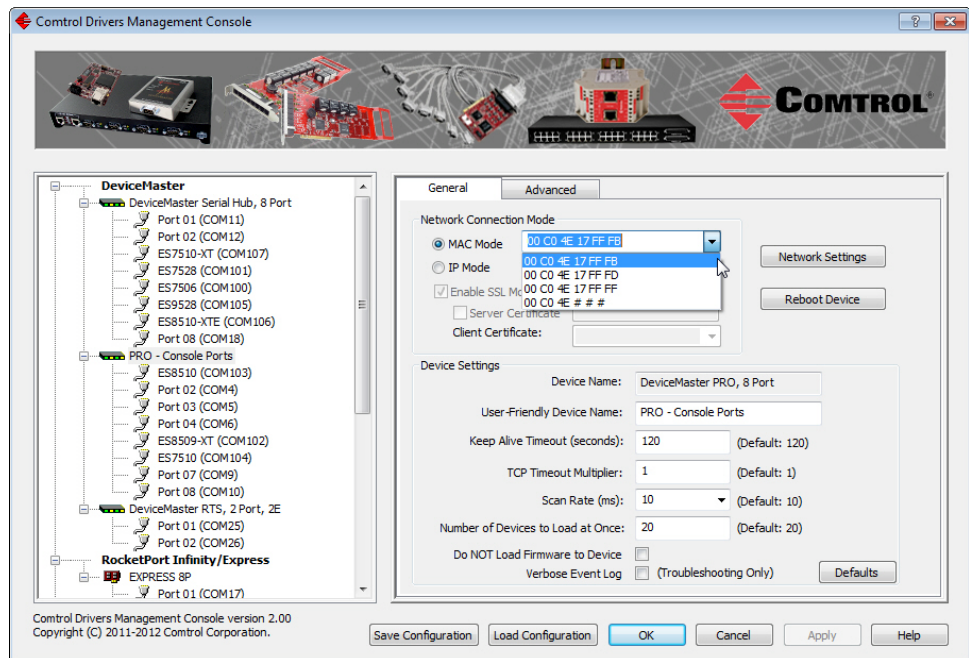 Comtrol Drivers Management Console
COMTROL
DeviceMaster
DeviceMaster Serial Hub, 8 Port
Port 01 (COM11)
Port 02 (COM12)
ES7510-XT (COM107)
ES7528 (COM101)
ES7506 (COM100)
ES9528 (COM105)
ES8510-XTE (COM106)
Port 08 (COM18)
PRO - Console Ports
ES8510 (COM103)
Port 02 (COM4)
Port 03 (COM5)
Port 04 (COM6)
ES8509-XT (COM102)
ES7510 (COM104)
Port 07 (COM9)
Port 08 (COM10)
DeviceMaster RTS, 2 Port, 2E
Port 01 (COM25)
Port 02 (COM26)
RocketPort Infinity/Express
EXPRESS 8P
Port 01 (COM17)
General Advanced
Network Connection Mode
MAC Mode 00 C0 4E 17 FF FB
00 C0 4E 17 FF FB
IP Mode 00 C0 4E 17 FF FD
00 C0 4E 17 FF FF
Enable SSL Mo 00 C0 4E # # #
Server Certificate
Client Certificate:
Network Settings
Reboot Device
Device Settings
Device Name: DeviceMaster PRO, 8 Port
User-Friendly Device Name: PRO - Console Ports
Keep Alive Timeout (seconds): 120 (Default: 120)
TCP Timeout Multiplier: 1 (Default: 1)
Scan Rate (ms): 10 (Default: 10)
Number of Devices to Load at Once: 20 (Default: 20)
Do NOT Load Firmware to Device
Verbose Event Log (Troubleshooting Only) Defaults
Comtrol Drivers Management Console version 2.00
Copyright (C) 2011-2012 Comtrol Corporation.
Save Configuration Load Configuration OK Cancel Apply Help